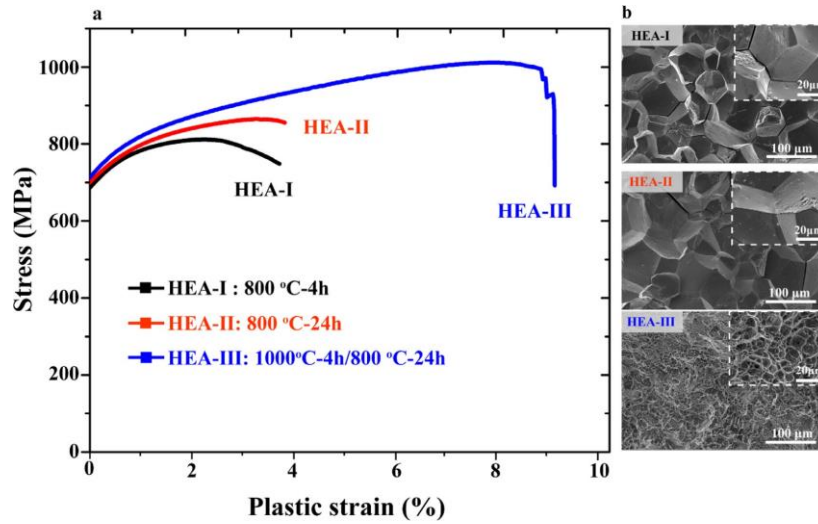 a
b
1000
800
600
400
200
0
0
2
4
6
8
10
Stress (MPa)
Plastic strain (%)
HEA-I
HEA-II
HEA-III
HEA-I : 800 °C-4h
HEA-II: 800 °C-24h
HEA-III: 1000°C-4h/800 °C-24h
HEA-I
20µm
100 µm
HEA-II
20µm
100 µm
HEA-III
20µm
100 µm